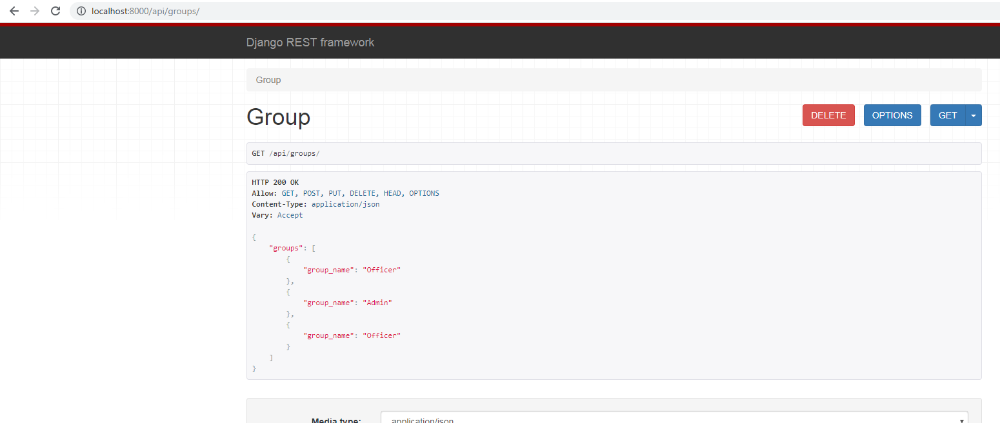 localhost:8000/api/groups/
Django REST framework
Group
Group
DELETE
OPTIONS
GET
GET /api/groups/
HTTP 200 OK
Allow: GET, POST, PUT, DELETE, HEAD, OPTIONS
Content-Type: application/json
Vary: Accept
{
"groups": [
{
"group_name": "Officer"
},
{
"group_name": "Admin"
},
{
"group_name": "Officer"
}
]
}
Media type:
application/json